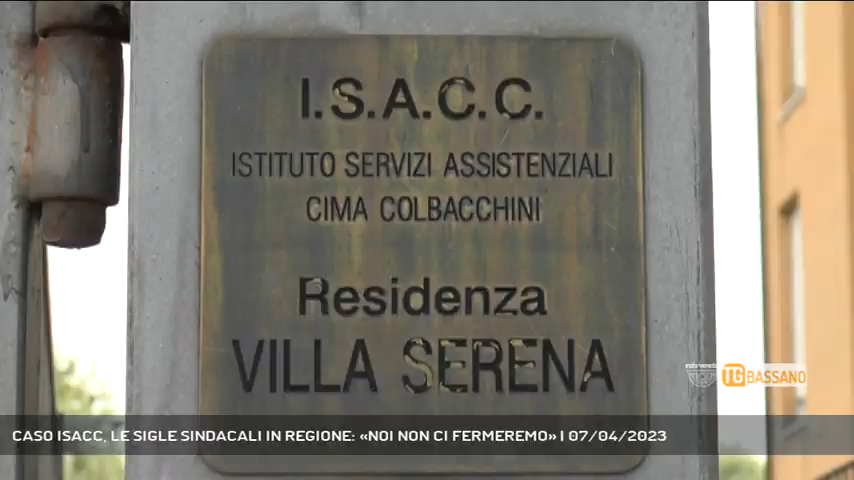 I.S.A.C.C.
ISTITUTO SERVIZI ASSISTENZIALI
CIMA COLBACCHINI
Residenza
VILLA SERENA
TG BASSANO
CASO ISACC, LE SIGLE SINDACALI IN REGIONE: «NOI NON CI FERMEREMO» | 07/04/2023